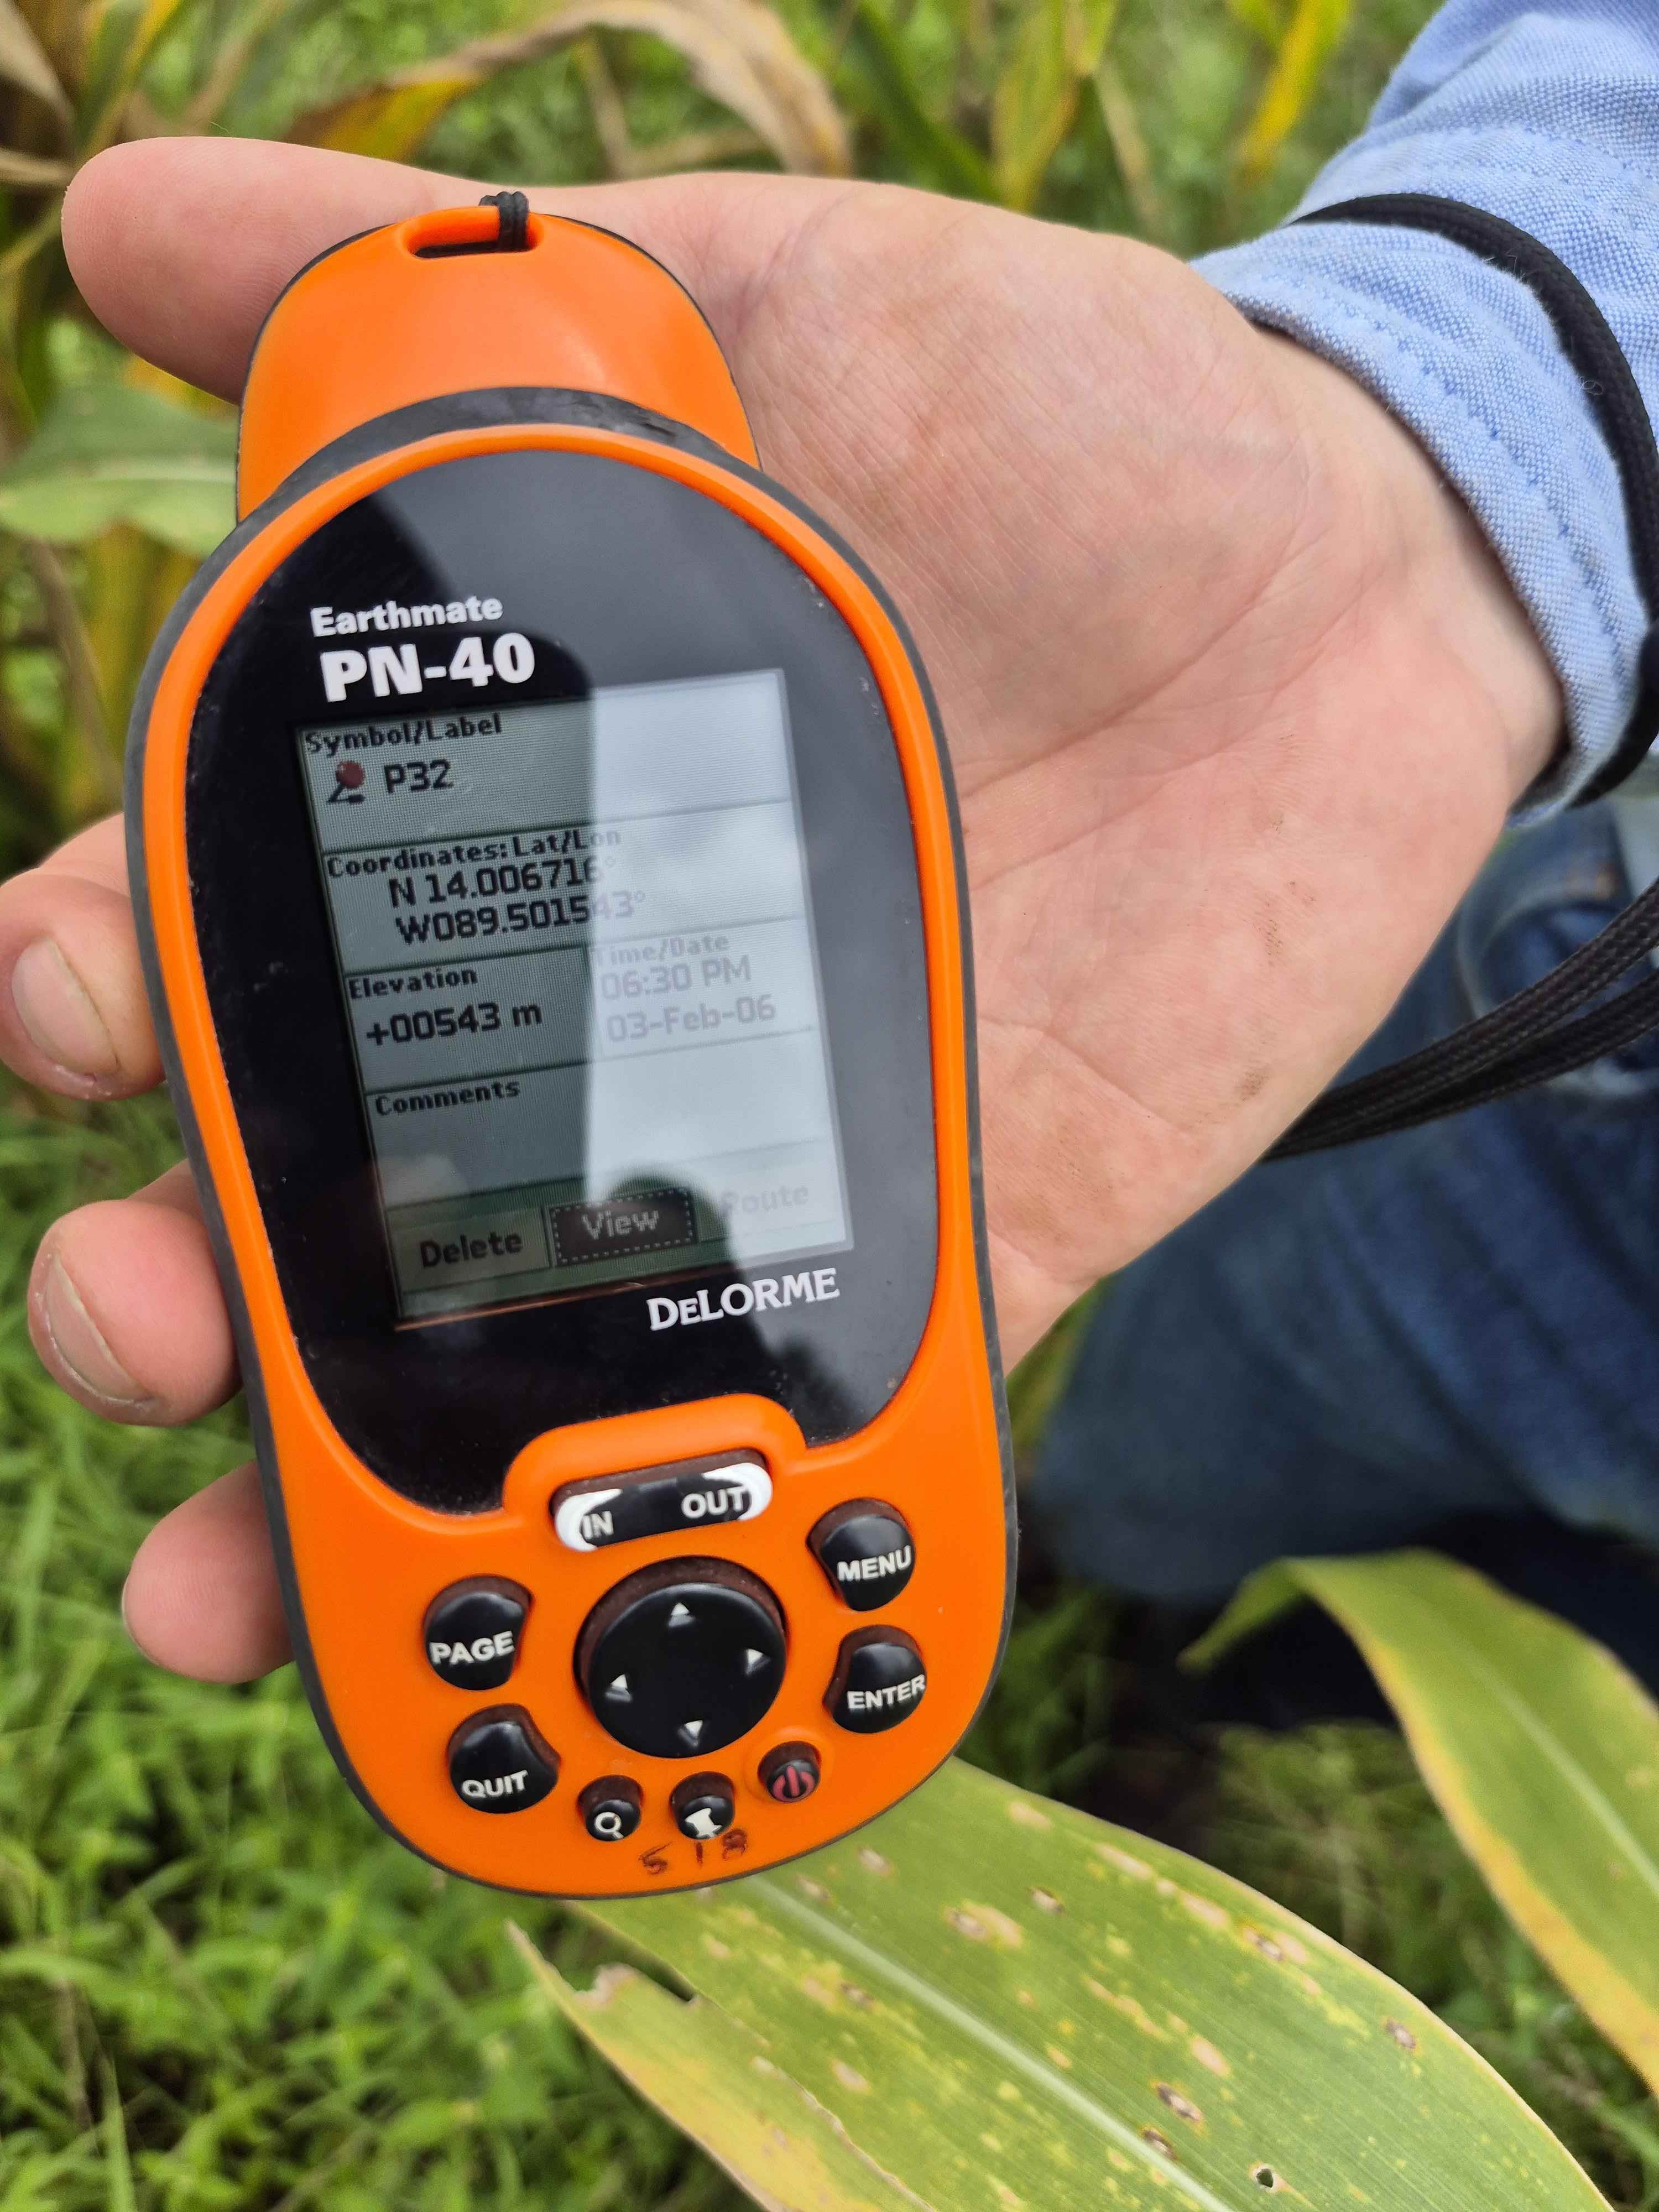 Earthmate
PN-40
Symbol/Label
P32
Coordinates: Lat/Lon
N 14.006716°
W089.501543°
Elevation
+00543 m
Time/Date
06:30 PM
03-Feb-06
Comments
Delete View Route
DeLORME
IN OUT
MENU
PAGE
ENTER
QUIT
618